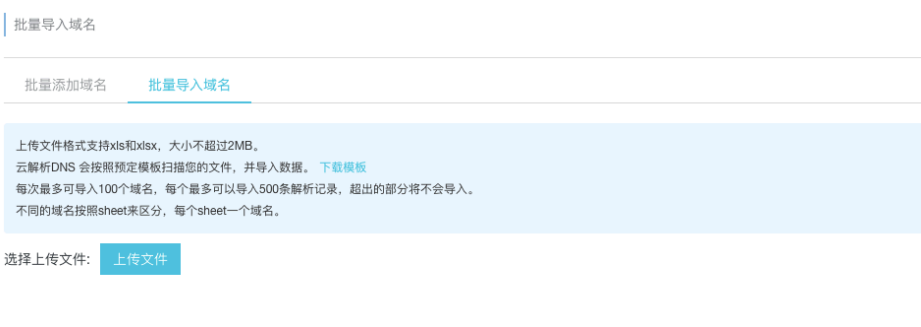 批量导入域名
批量添加域名 批量导入域名
上传文件格式支持xls和xlsx，大小不超过2MB。
云解析DNS 会按照预定模板扫描您的文件，并导入数据。 下载模板
每次最多可导入100个域名，每个最多可以导入500条解析记录，超出的部分将不会导入。
不同的域名按照sheet来区分，每个sheet一个域名。
选择上传文件: 上传文件